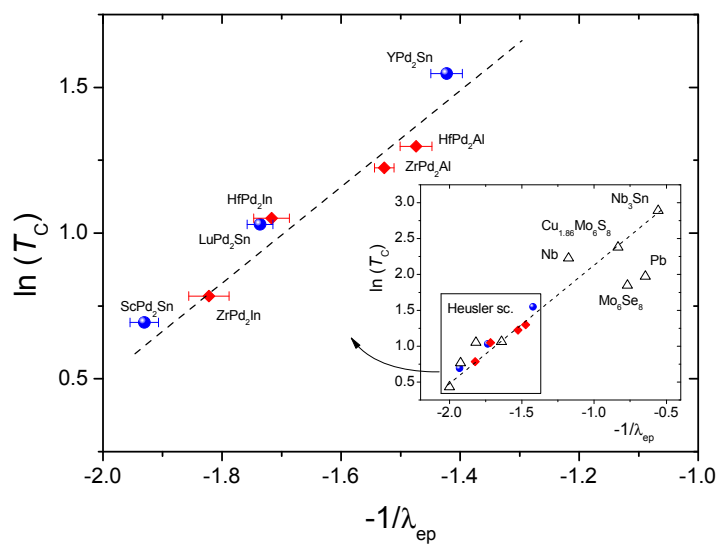 YPd₂Sn
HfPd₂Al
ZrPd₂Al
HfPd₂In
LuPd₂Sn
ScPd₂Sn
ZrPd₂In
1.5
1.0
0.5
ln (T_C)
-2.0
-1.8
-1.6
-1.4
-1.2
-1.0
-1/λ_ep
3.0
2.5
2.0
1.5
1.0
0.5
ln (T_C)
Nb₃Sn
Cu₁.₈₆Mo₆S₈
Nb
Pb
Mo₆Se₈
Heusler sc.
-2.0
-1.5
-1.0
-0.5
-1/λ_ep